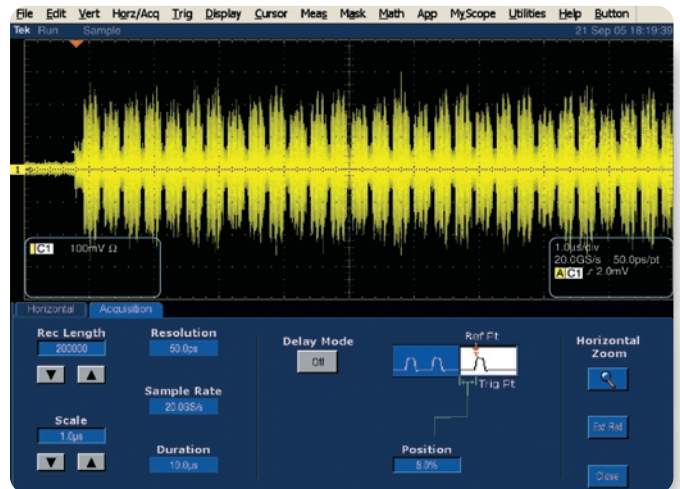 File Edit Vert Horz/Acq Trig Display Cursor Meas Mask Math App MyScope Utilities Help Button
Tek Run Sample 21 Sep 05 18:19:39
1
C1 100mV Ω
1.0µs/div
20.0GS/s 50.0ps/pt
A C1 / 2.0mV
Horizontal Acquisition
Rec Length
200000
Scale
1.0µs
Resolution
50.0ps
Sample Rate
20.0GS/s
Duration
10.0µs
Delay Mode
Off
Ref Pt
Trig Pt
Position
5.0%
Horizontal
Zoom
Close